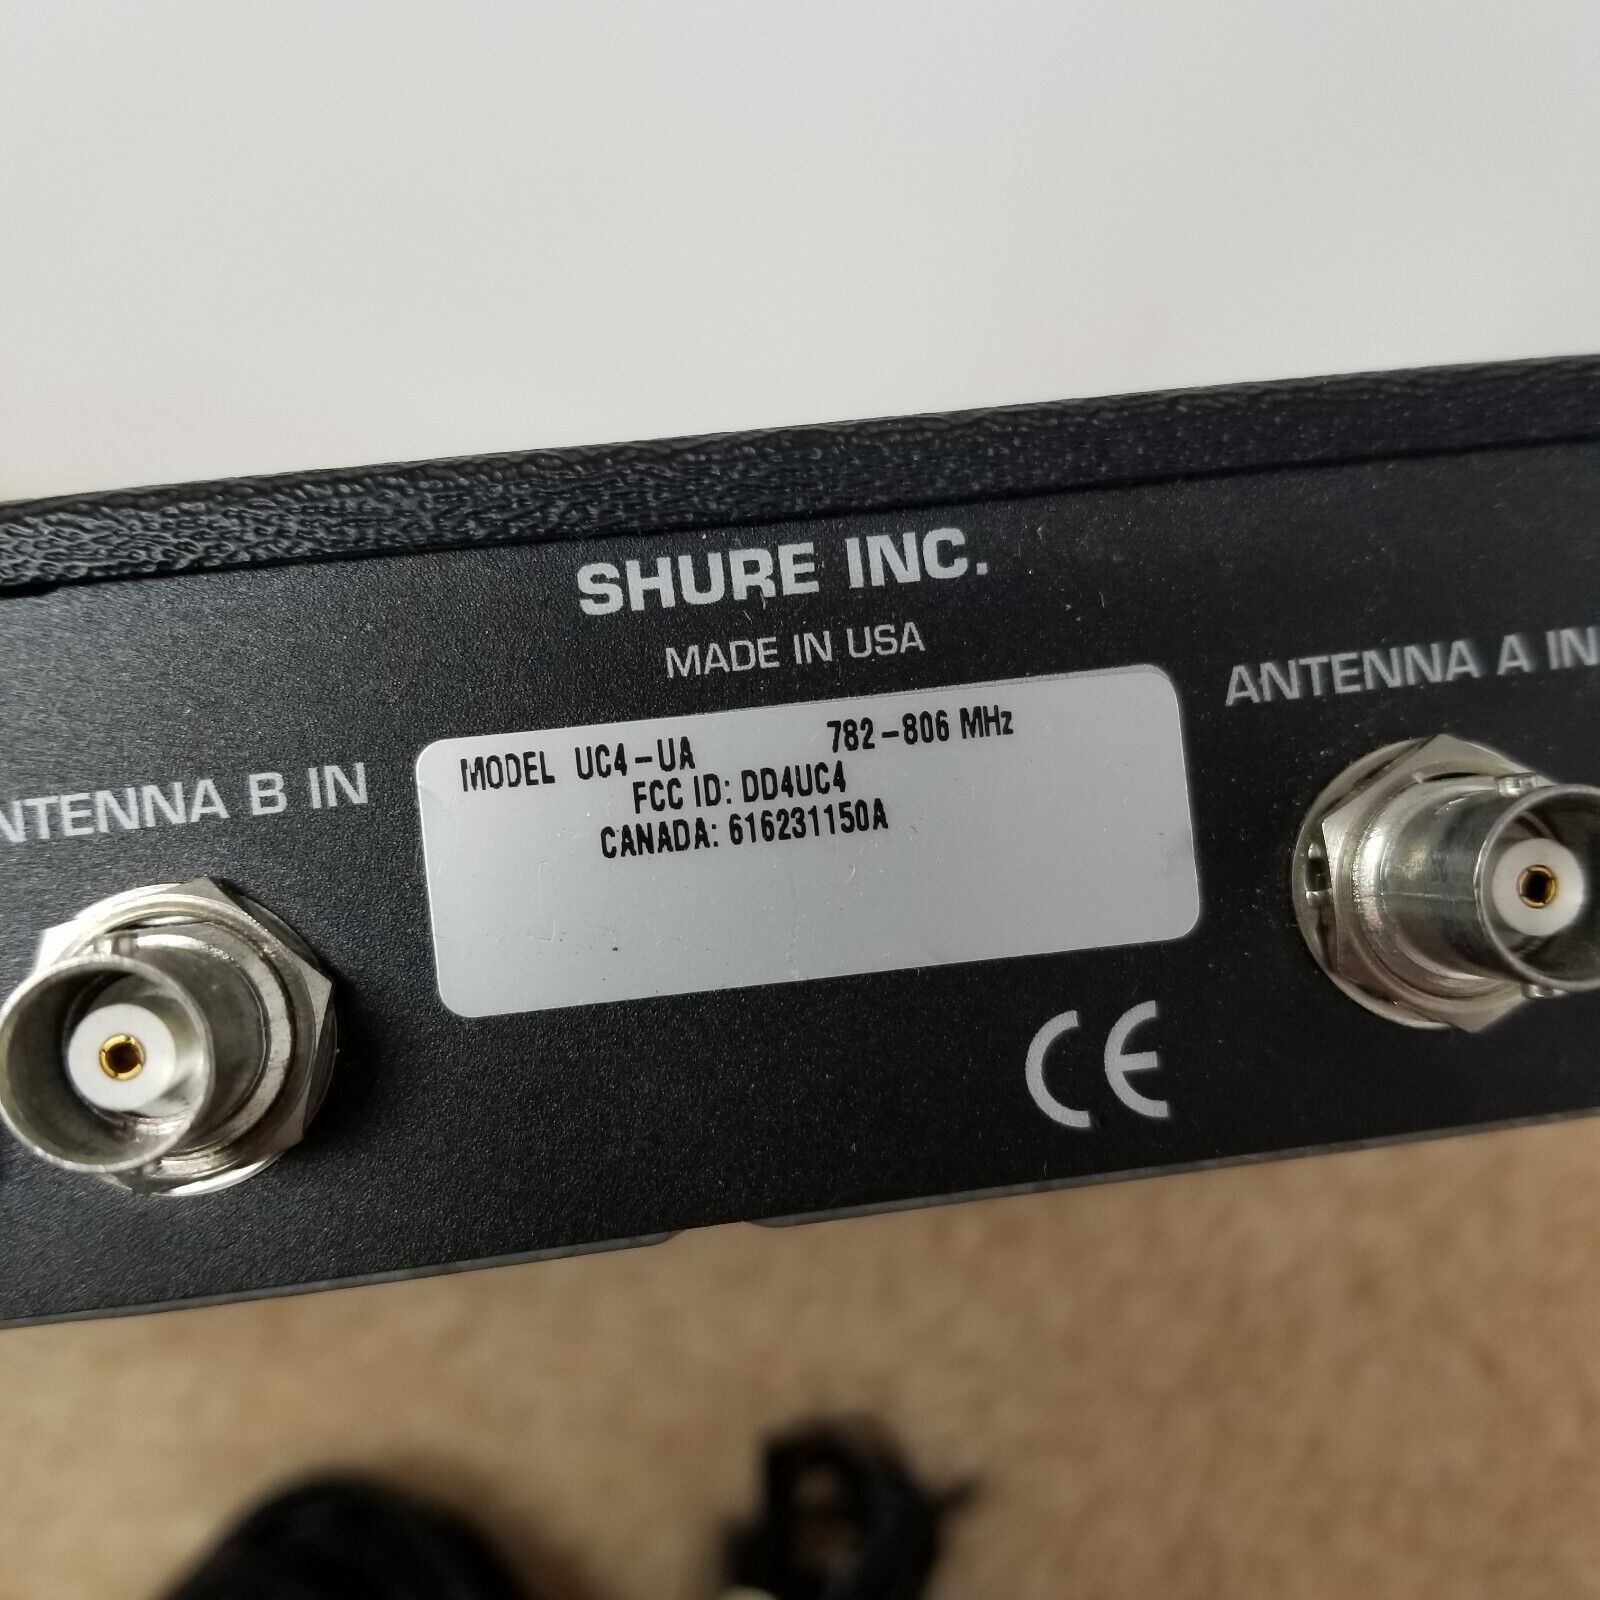 SHURE INC.
MADE IN USA
ANTENNA A IN
MODEL UC4-UA 782-806 MHz
FCC ID: DD4UC4
CANADA: 616231150A
NTENNA B IN
CE